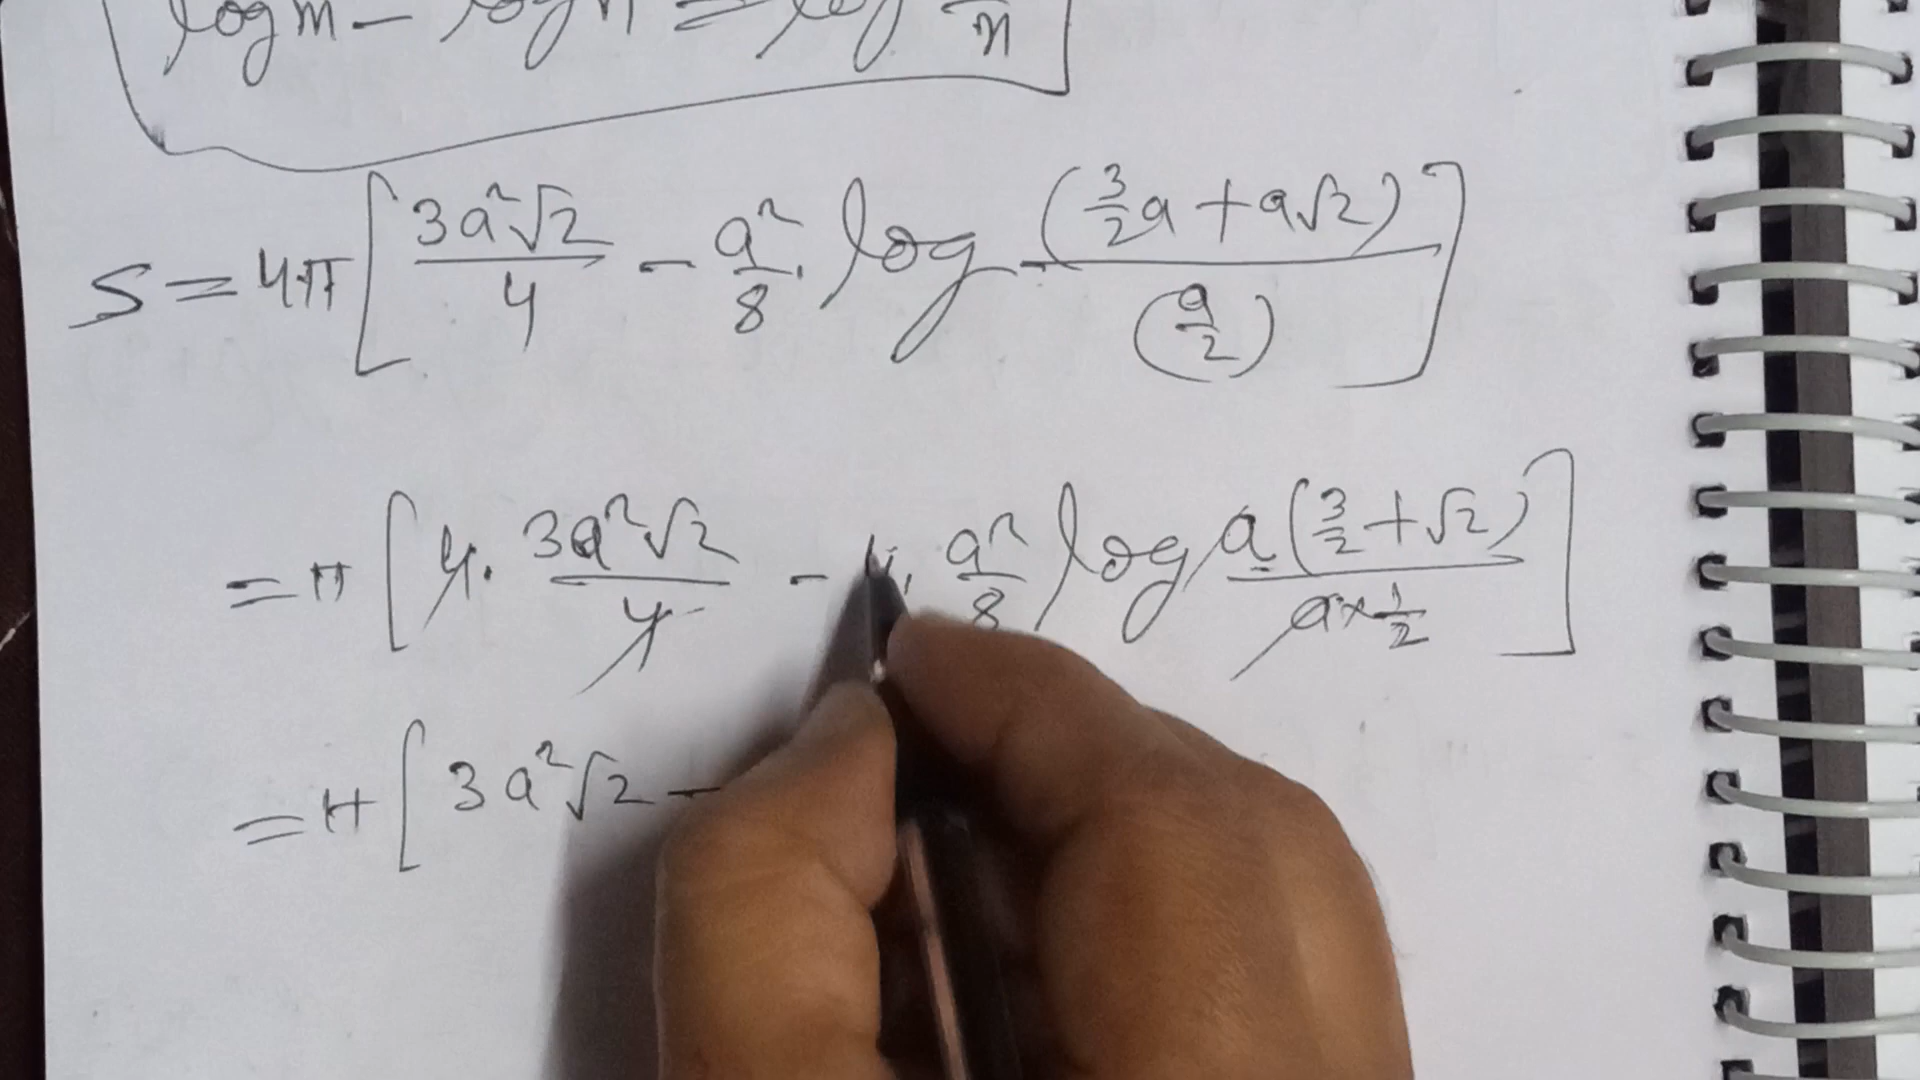 log m - log n = log m/n
S = 4π[3a²√2/4 - a²/8 . log (3/2a + a√2)/(a/2)]
= π[4. 3a²√2/4 - 4. a²/8 log a(3/2 + √2)/a×1/2]
= π[3a²√2 -